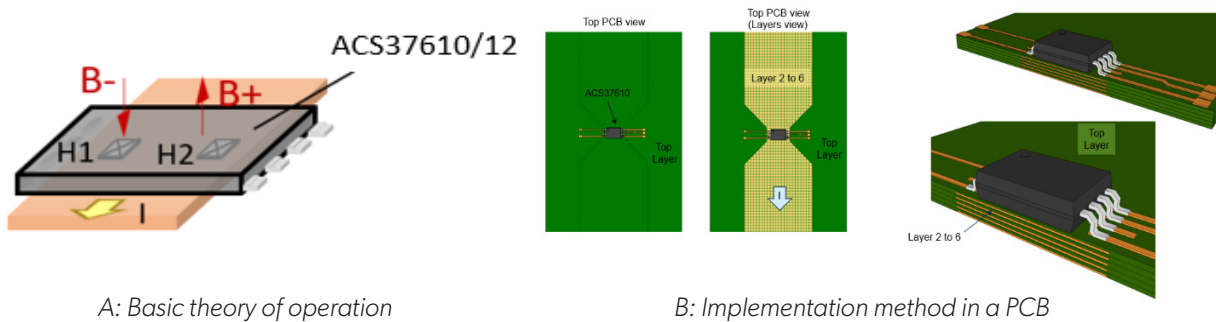 ACS37610/12
B-
B+
H1
H2
I
A: Basic theory of operation
Top PCB view
ACS37610
Top
Layer
Top PCB view
(Layers view)
Layer 2 to 6
Top
Layer
I
Top
Layer
Layer 2 to 6
B: Implementation method in a PCB